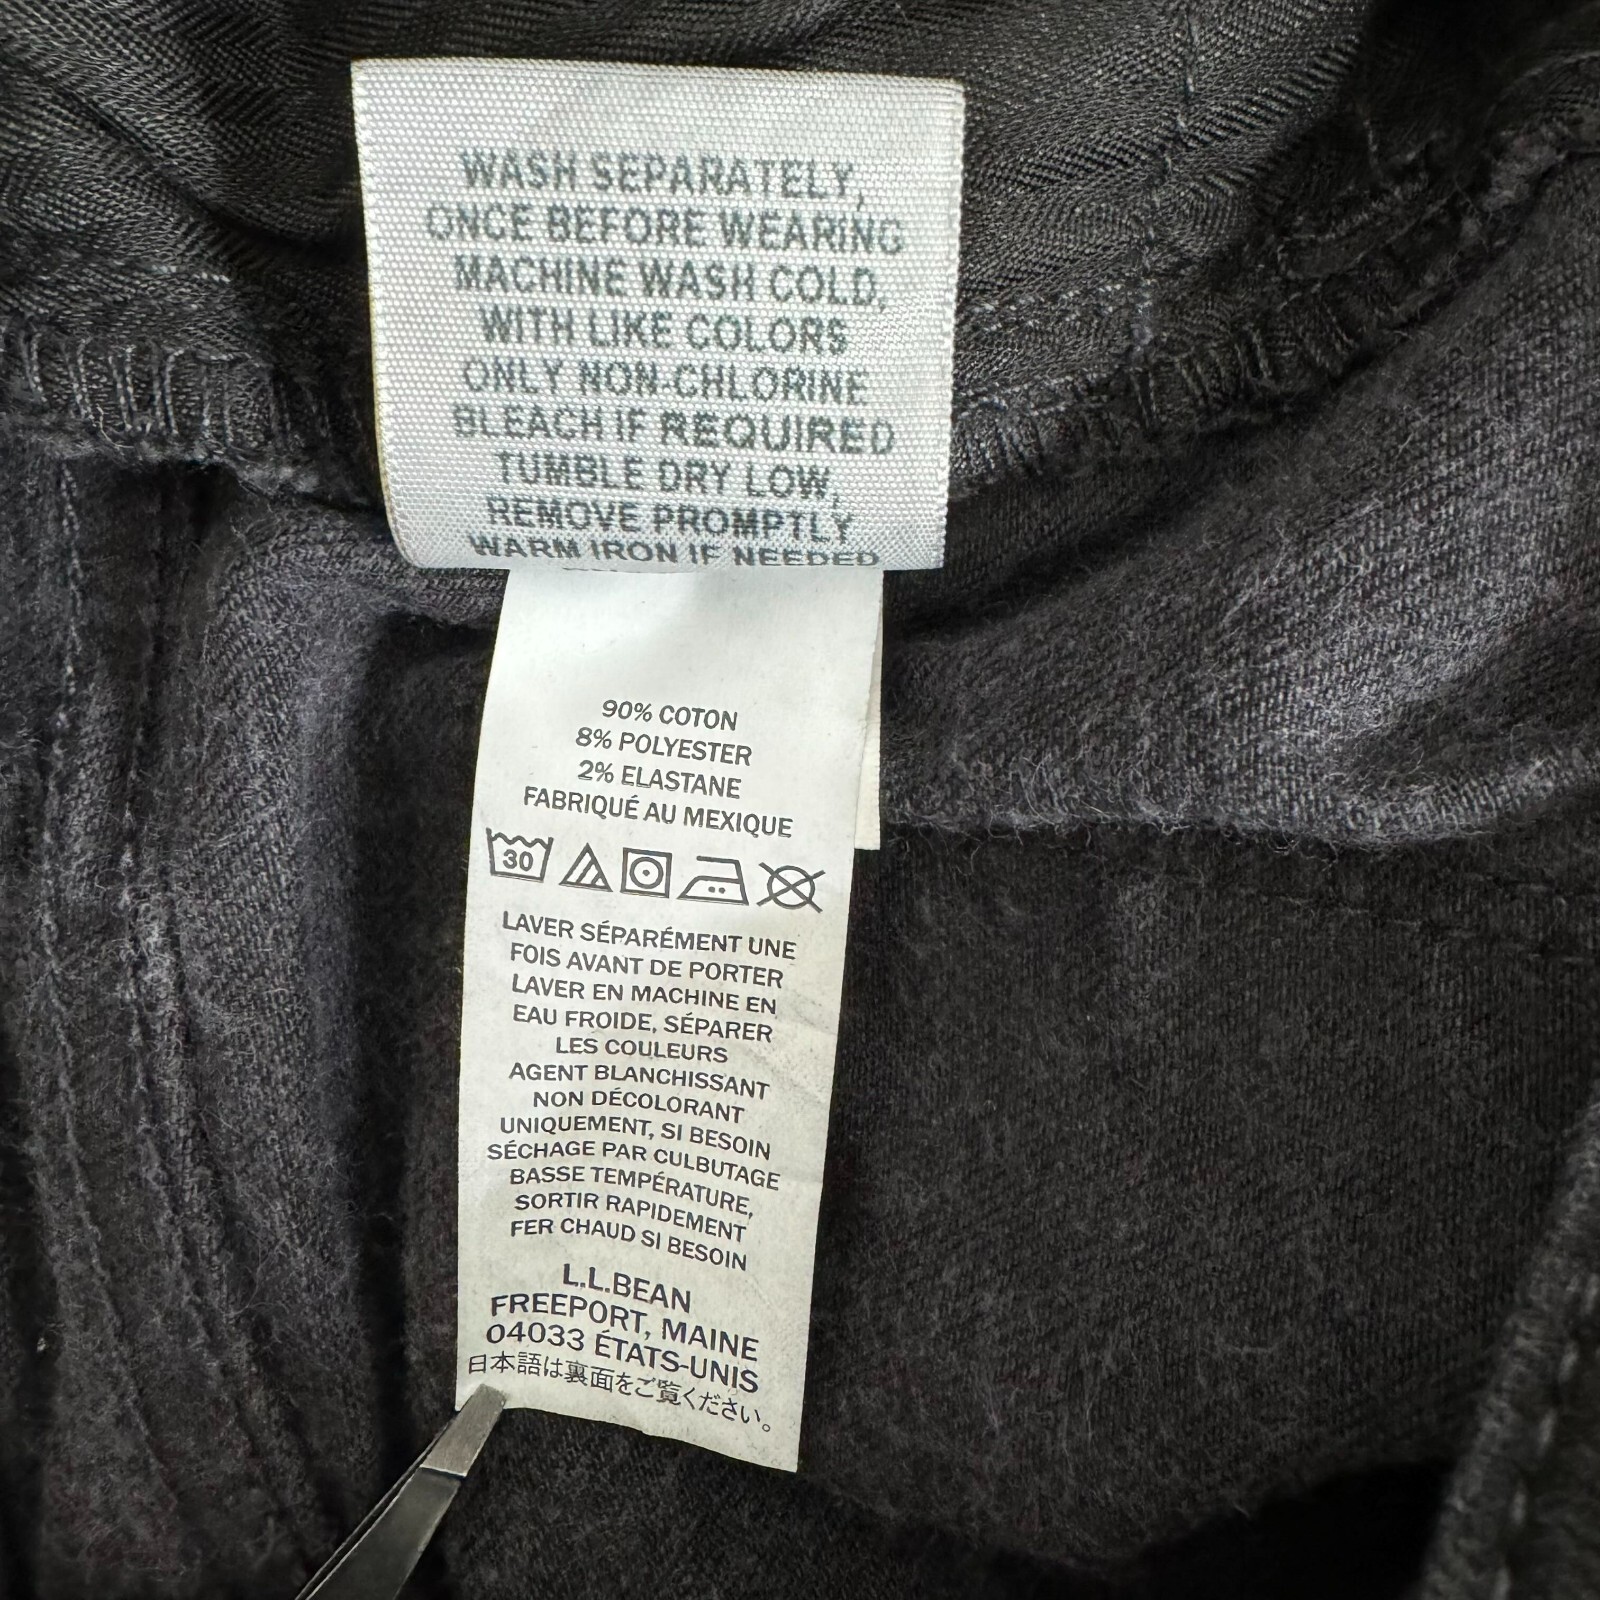 WASH SEPARATELY,
ONCE BEFORE WEARING
MACHINE WASH COLD,
WITH LIKE COLORS
ONLY NON-CHLORINE
BLEACH IF REQUIRED
TUMBLE DRY LOW,
REMOVE PROMPTLY
WARM IRON IF NEEDED
90% COTON
8% POLYESTER
2% ELASTANE
FABRIQUÉ AU MEXIQUE
30
LAVER SÉPARÉMENT UNE
FOIS AVANT DE PORTER
LAVER EN MACHINE EN
EAU FROIDE, SÉPARER
LES COULEURS
AGENT BLANCHISSANT
NON DÉCOLORANT
UNIQUEMENT, SI BESOIN
SÉCHAGE PAR CULBUTAGE
BASSE TEMPÉRATURE,
SORTIR RAPIDEMENT
FER CHAUD SI BESOIN
L.L.BEAN
FREEPORT, MAINE
04033 ÉTATS-UNIS
日本語は裏面をご覧ください。